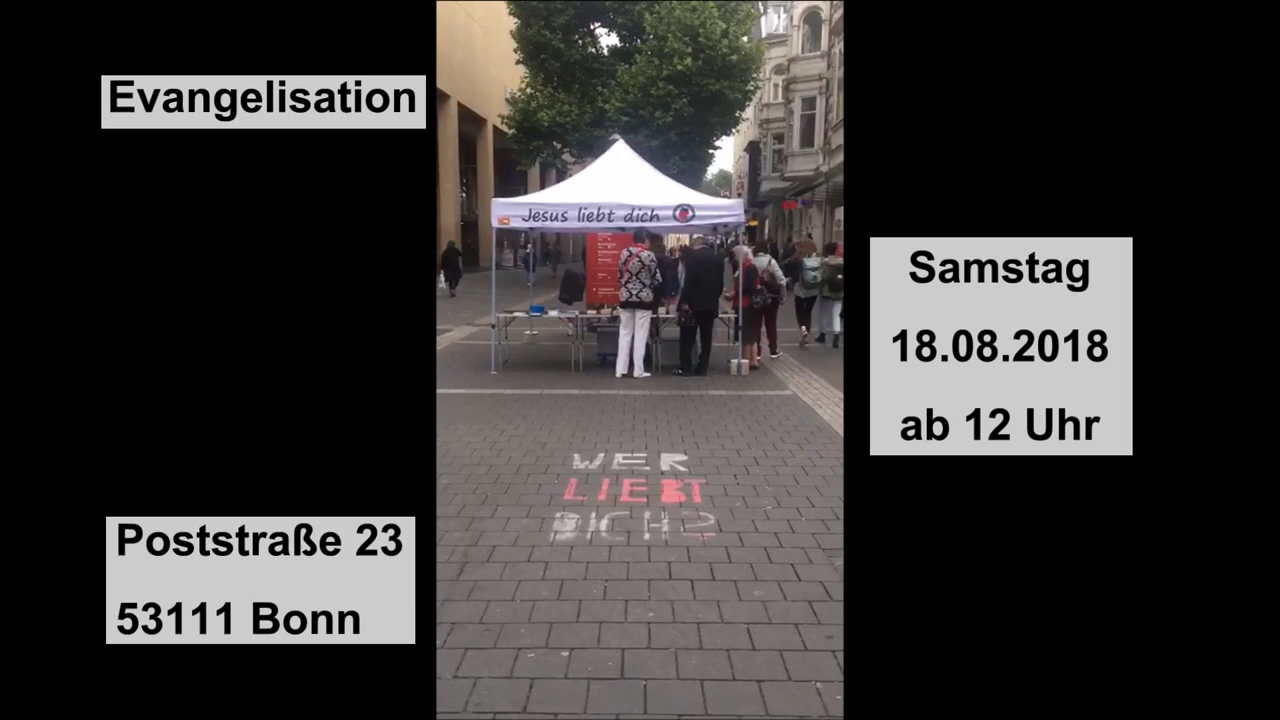 Evangelisation
Jesus liebt dich
Samstag
18.08.2018
ab 12 Uhr
WER
LIEBT
DICH?
Poststraße 23
53111 Bonn